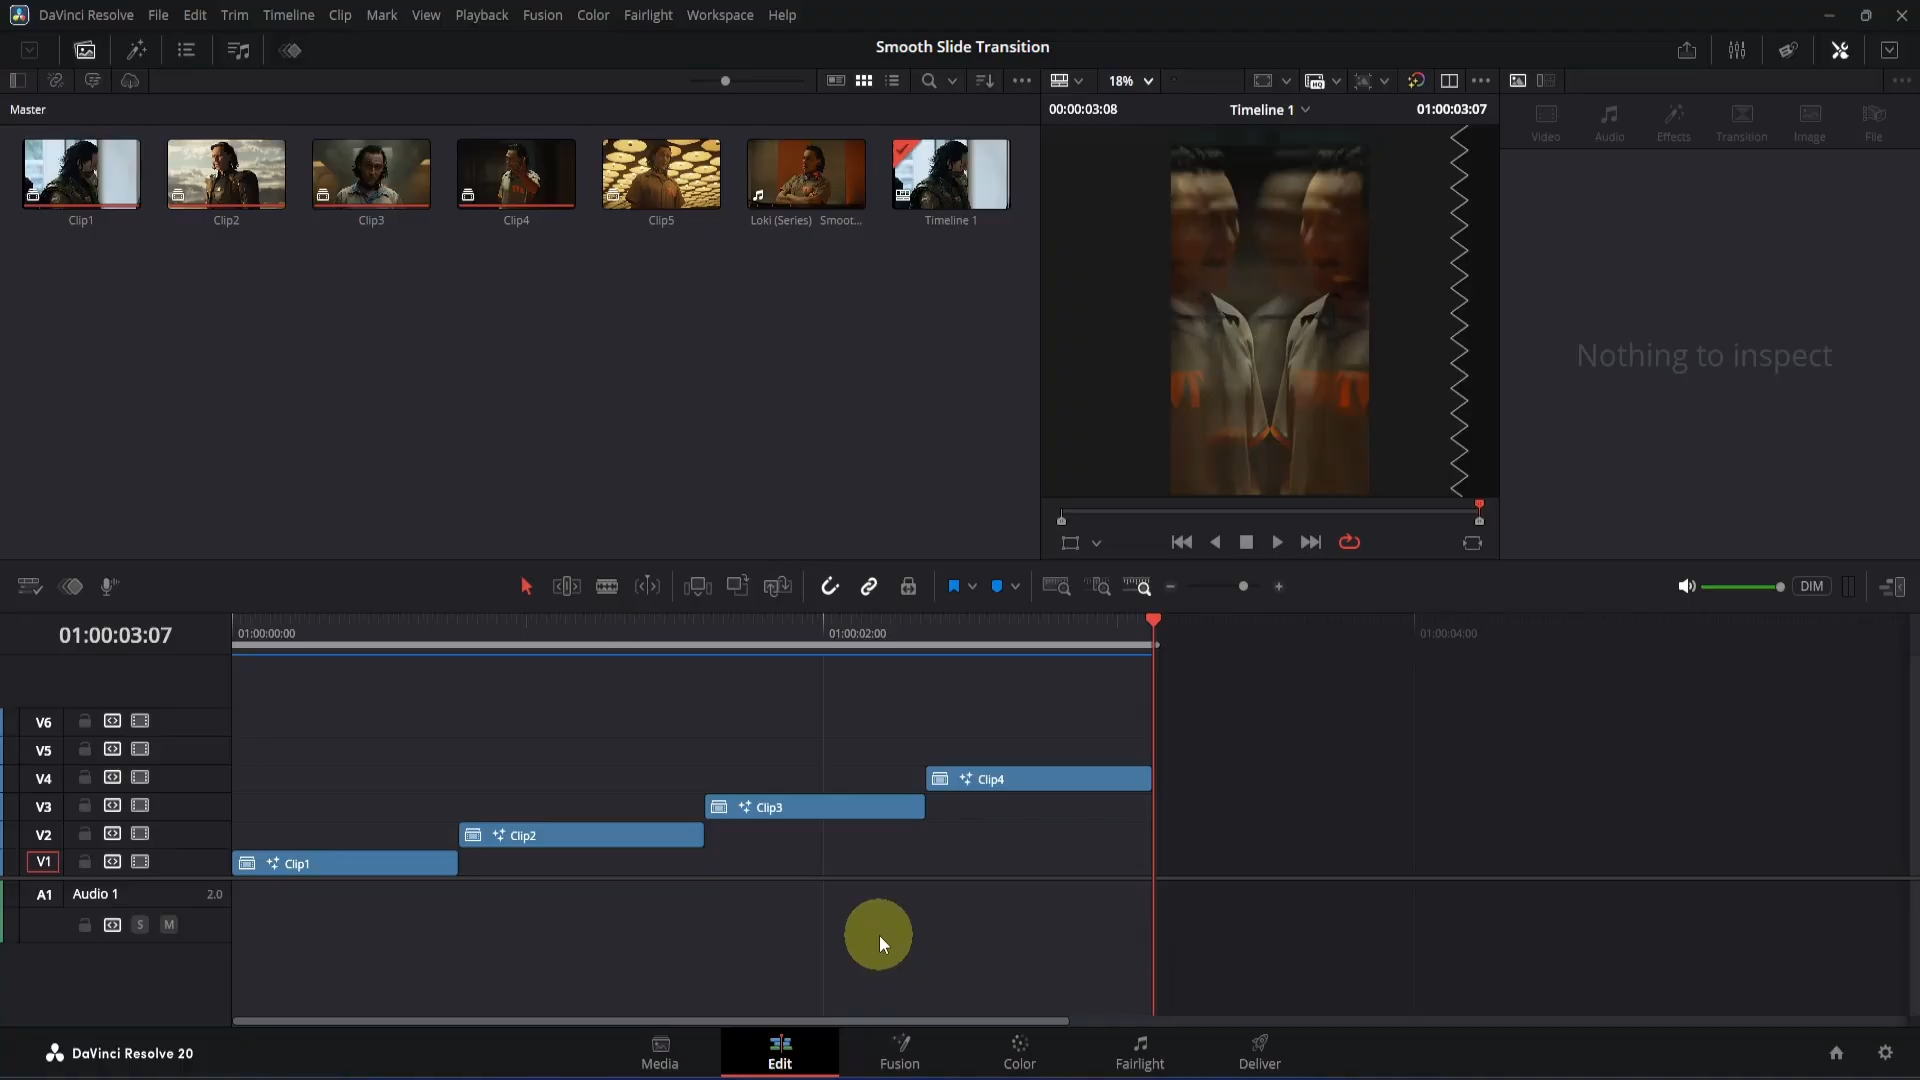 DaVinci Resolve File Edit Trim Timeline Clip Mark View Playback Fusion Color Fairlight Workspace Help
Smooth Slide Transition
18%
Master
00:00:03:08
Timeline 1
01:00:03:07
Video
Audio
Effects
Transition
Image
File
Clip1
Clip2
Clip3
Clip4
Clip5
Loki (Series) Smoot...
Timeline 1
Nothing to inspect
DIM
01:00:03:07
01:00:00:00
01:00:02:00
01:00:04:00
V6
V5
V4
Clip4
V3
Clip3
V2
Clip2
V1
Clip1
A1 Audio 1 2.0
S M
DaVinci Resolve 20
Media
Edit
Fusion
Color
Fairlight
Deliver